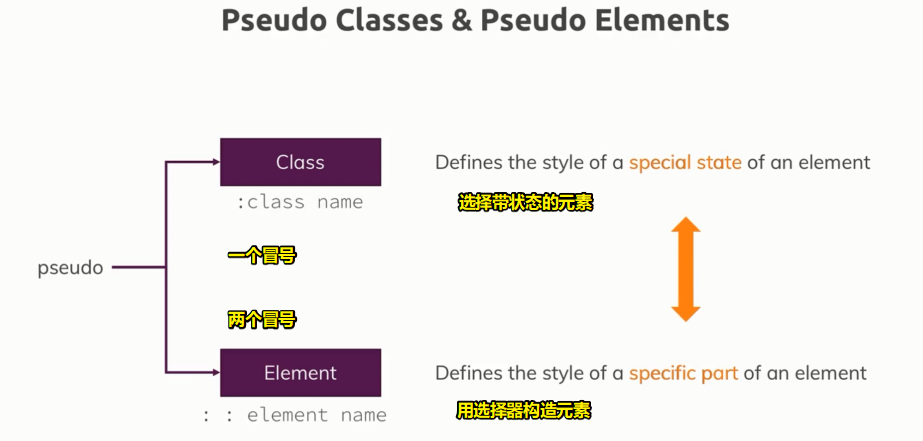 Pseudo Classes & Pseudo Elements
Class
Defines the style of a special state of an element
:class name
选择带状态的元素
一个冒号
pseudo
两个冒号
Element
Defines the style of a specific part of an element
: : element name
用选择器构造元素